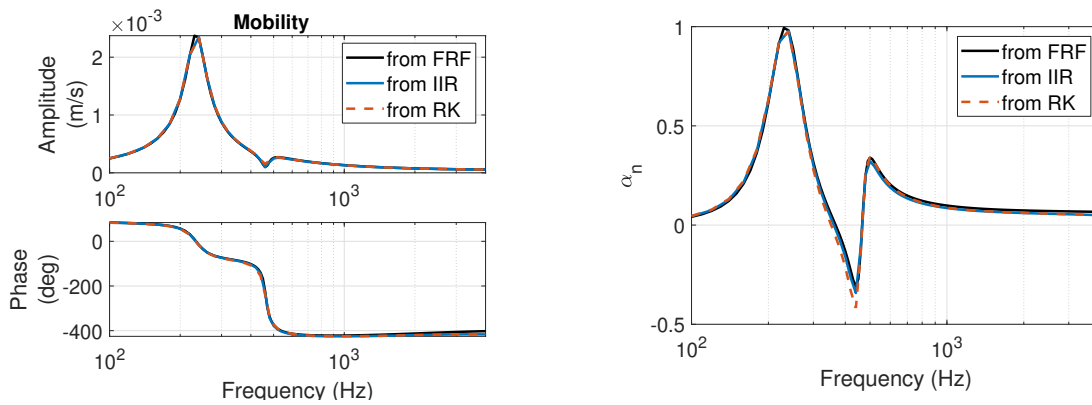 ×10⁻³
Mobility
2
0
Amplitude
(m/s)
from FRF
from IIR
from RK
10²
10³
0
-200
-400
Phase
(deg)
10²
10³
Frequency (Hz)
1
0.5
0
-0.5
αₙ
from FRF
from IIR
from RK
10²
10³
Frequency (Hz)